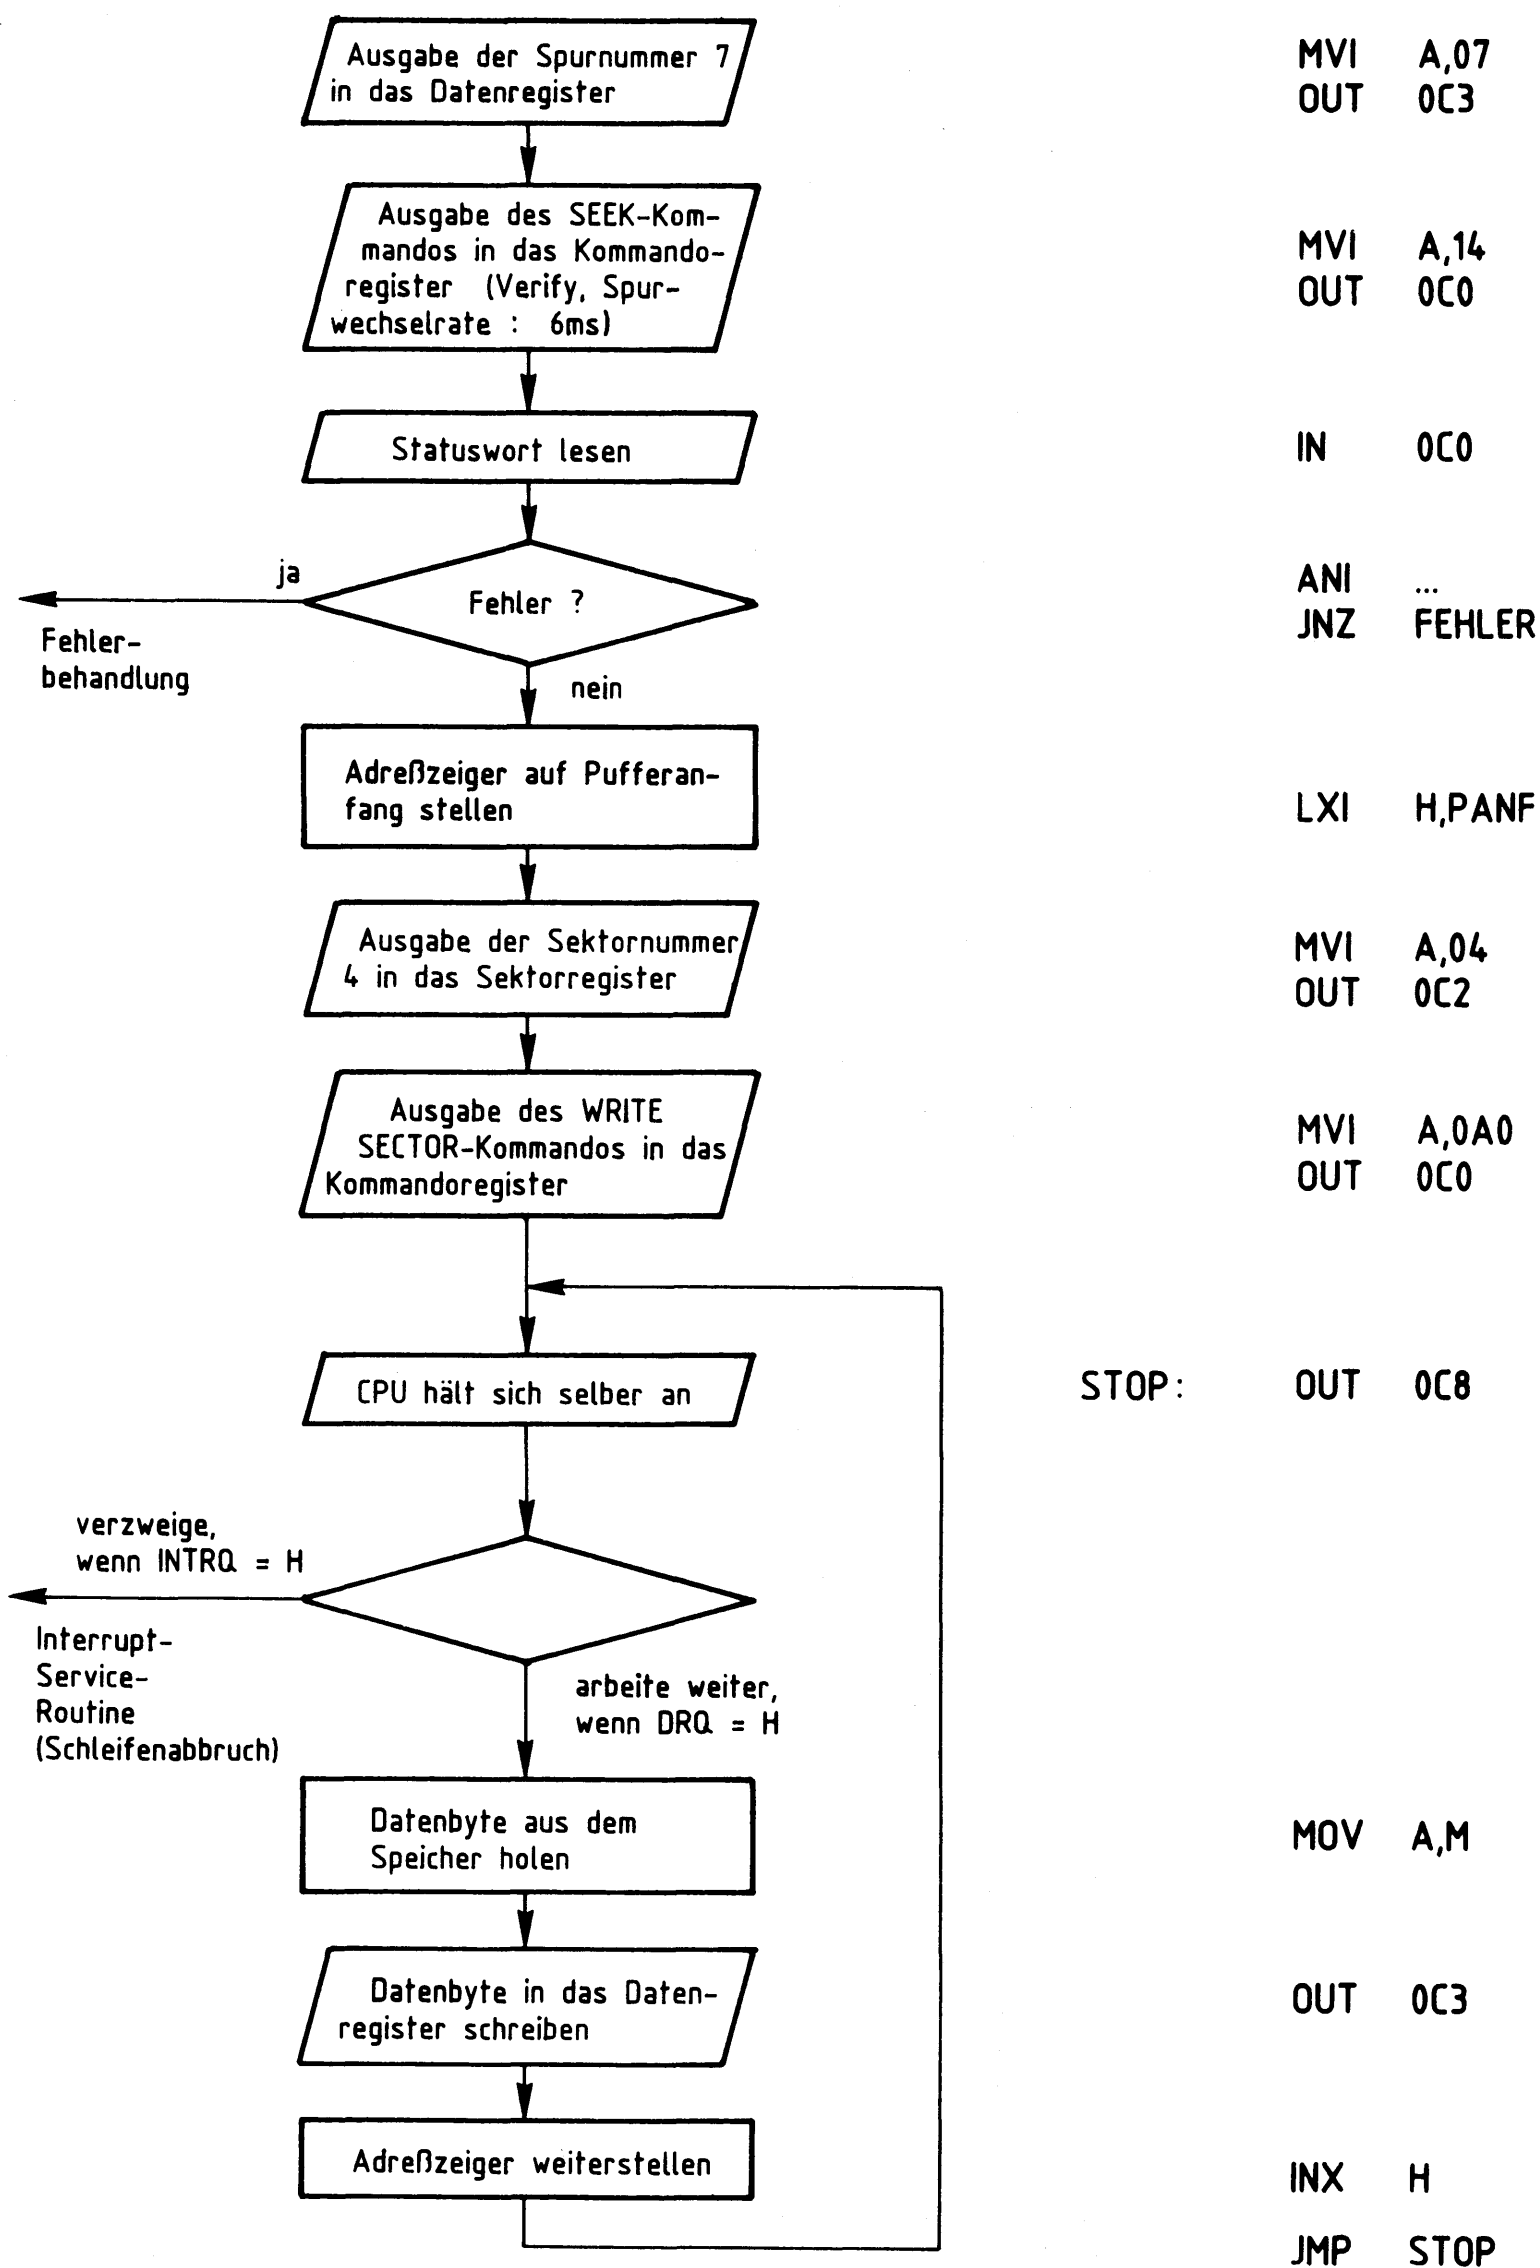 Ausgabe der Spurnummer 7
in das Datenregister
MVI A,07
OUT 0C3
Ausgabe des SEEK-Kom-
mandos in das Kommando-
register (Verify, Spur-
wechselrate : 6ms)
MVI A,14
OUT 0C0
Statuswort lesen
IN 0C0
ja
Fehler ?
Fehler-
behandlung
nein
ANI ...
JNZ FEHLER
Adreßzeiger auf Pufferan-
fang stellen
LXI H,PANF
Ausgabe der Sektornummer
4 in das Sektorregister
MVI A,04
OUT 0C2
Ausgabe des WRITE
SECTOR-Kommandos in das
Kommandoregister
MVI A,0A0
OUT 0C0
CPU hält sich selber an
STOP: OUT 0C8
verzweige,
wenn INTRQ = H
Interrupt-
Service-
Routine
(Schleifenabbruch)
arbeite weiter,
wenn DRQ = H
Datenbyte aus dem
Speicher holen
MOV A,M
Datenbyte in das Daten-
register schreiben
OUT 0C3
Adreßzeiger weiterstellen
INX H
JMP STOP